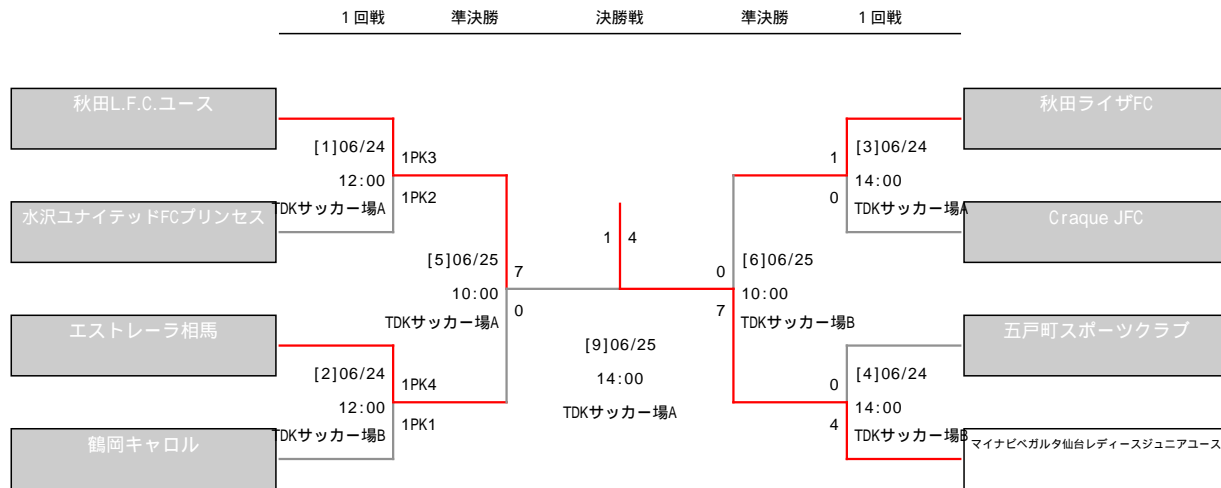 1回戦 準決勝 決勝戦 準決勝 1回戦
秋田L.F.C.ユース
[1]06/24
12:00
TDKサッカー場A
1PK3
1PK2
水沢ユナイテッドFCプリンセス
[5]06/25
10:00
TDKサッカー場A
7
0
エストレーラ相馬
[2]06/24
12:00
TDKサッカー場B
1PK4
1PK1
鶴岡キャロル
1 4
[9]06/25
14:00
TDKサッカー場A
秋田ライザFC
1
0
[3]06/24
14:00
TDKサッカー場A
Craque JFC
0
7
[6]06/25
10:00
TDKサッカー場B
五戸町スポーツクラブ
0
4
[4]06/24
14:00
TDKサッカー場B
マイナビベガルタ仙台レディースジュニアユース